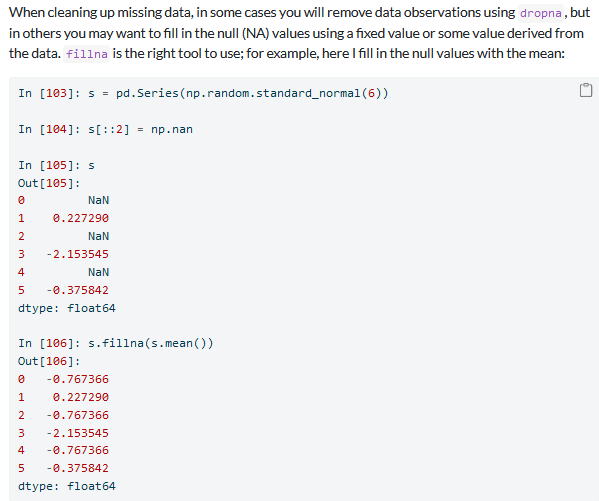 When cleaning up missing data, in some cases you will remove data observations using dropna, but
in others you may want to fill in the null (NA) values using a fixed value or some value derived from
the data. fillna is the right tool to use; for example, here I fill in the null values with the mean:
In [103]: s = pd.Series(np.random.standard_normal(6))
In [104]: s[::2] = np.nan
In [105]: s
Out[105]:
0         NaN
1    0.227290
2         NaN
3   -2.153545
4         NaN
5   -0.375842
dtype: float64
In [106]: s.fillna(s.mean())
Out[106]:
0   -0.767366
1    0.227290
2   -0.767366
3   -2.153545
4   -0.767366
5   -0.375842
dtype: float64